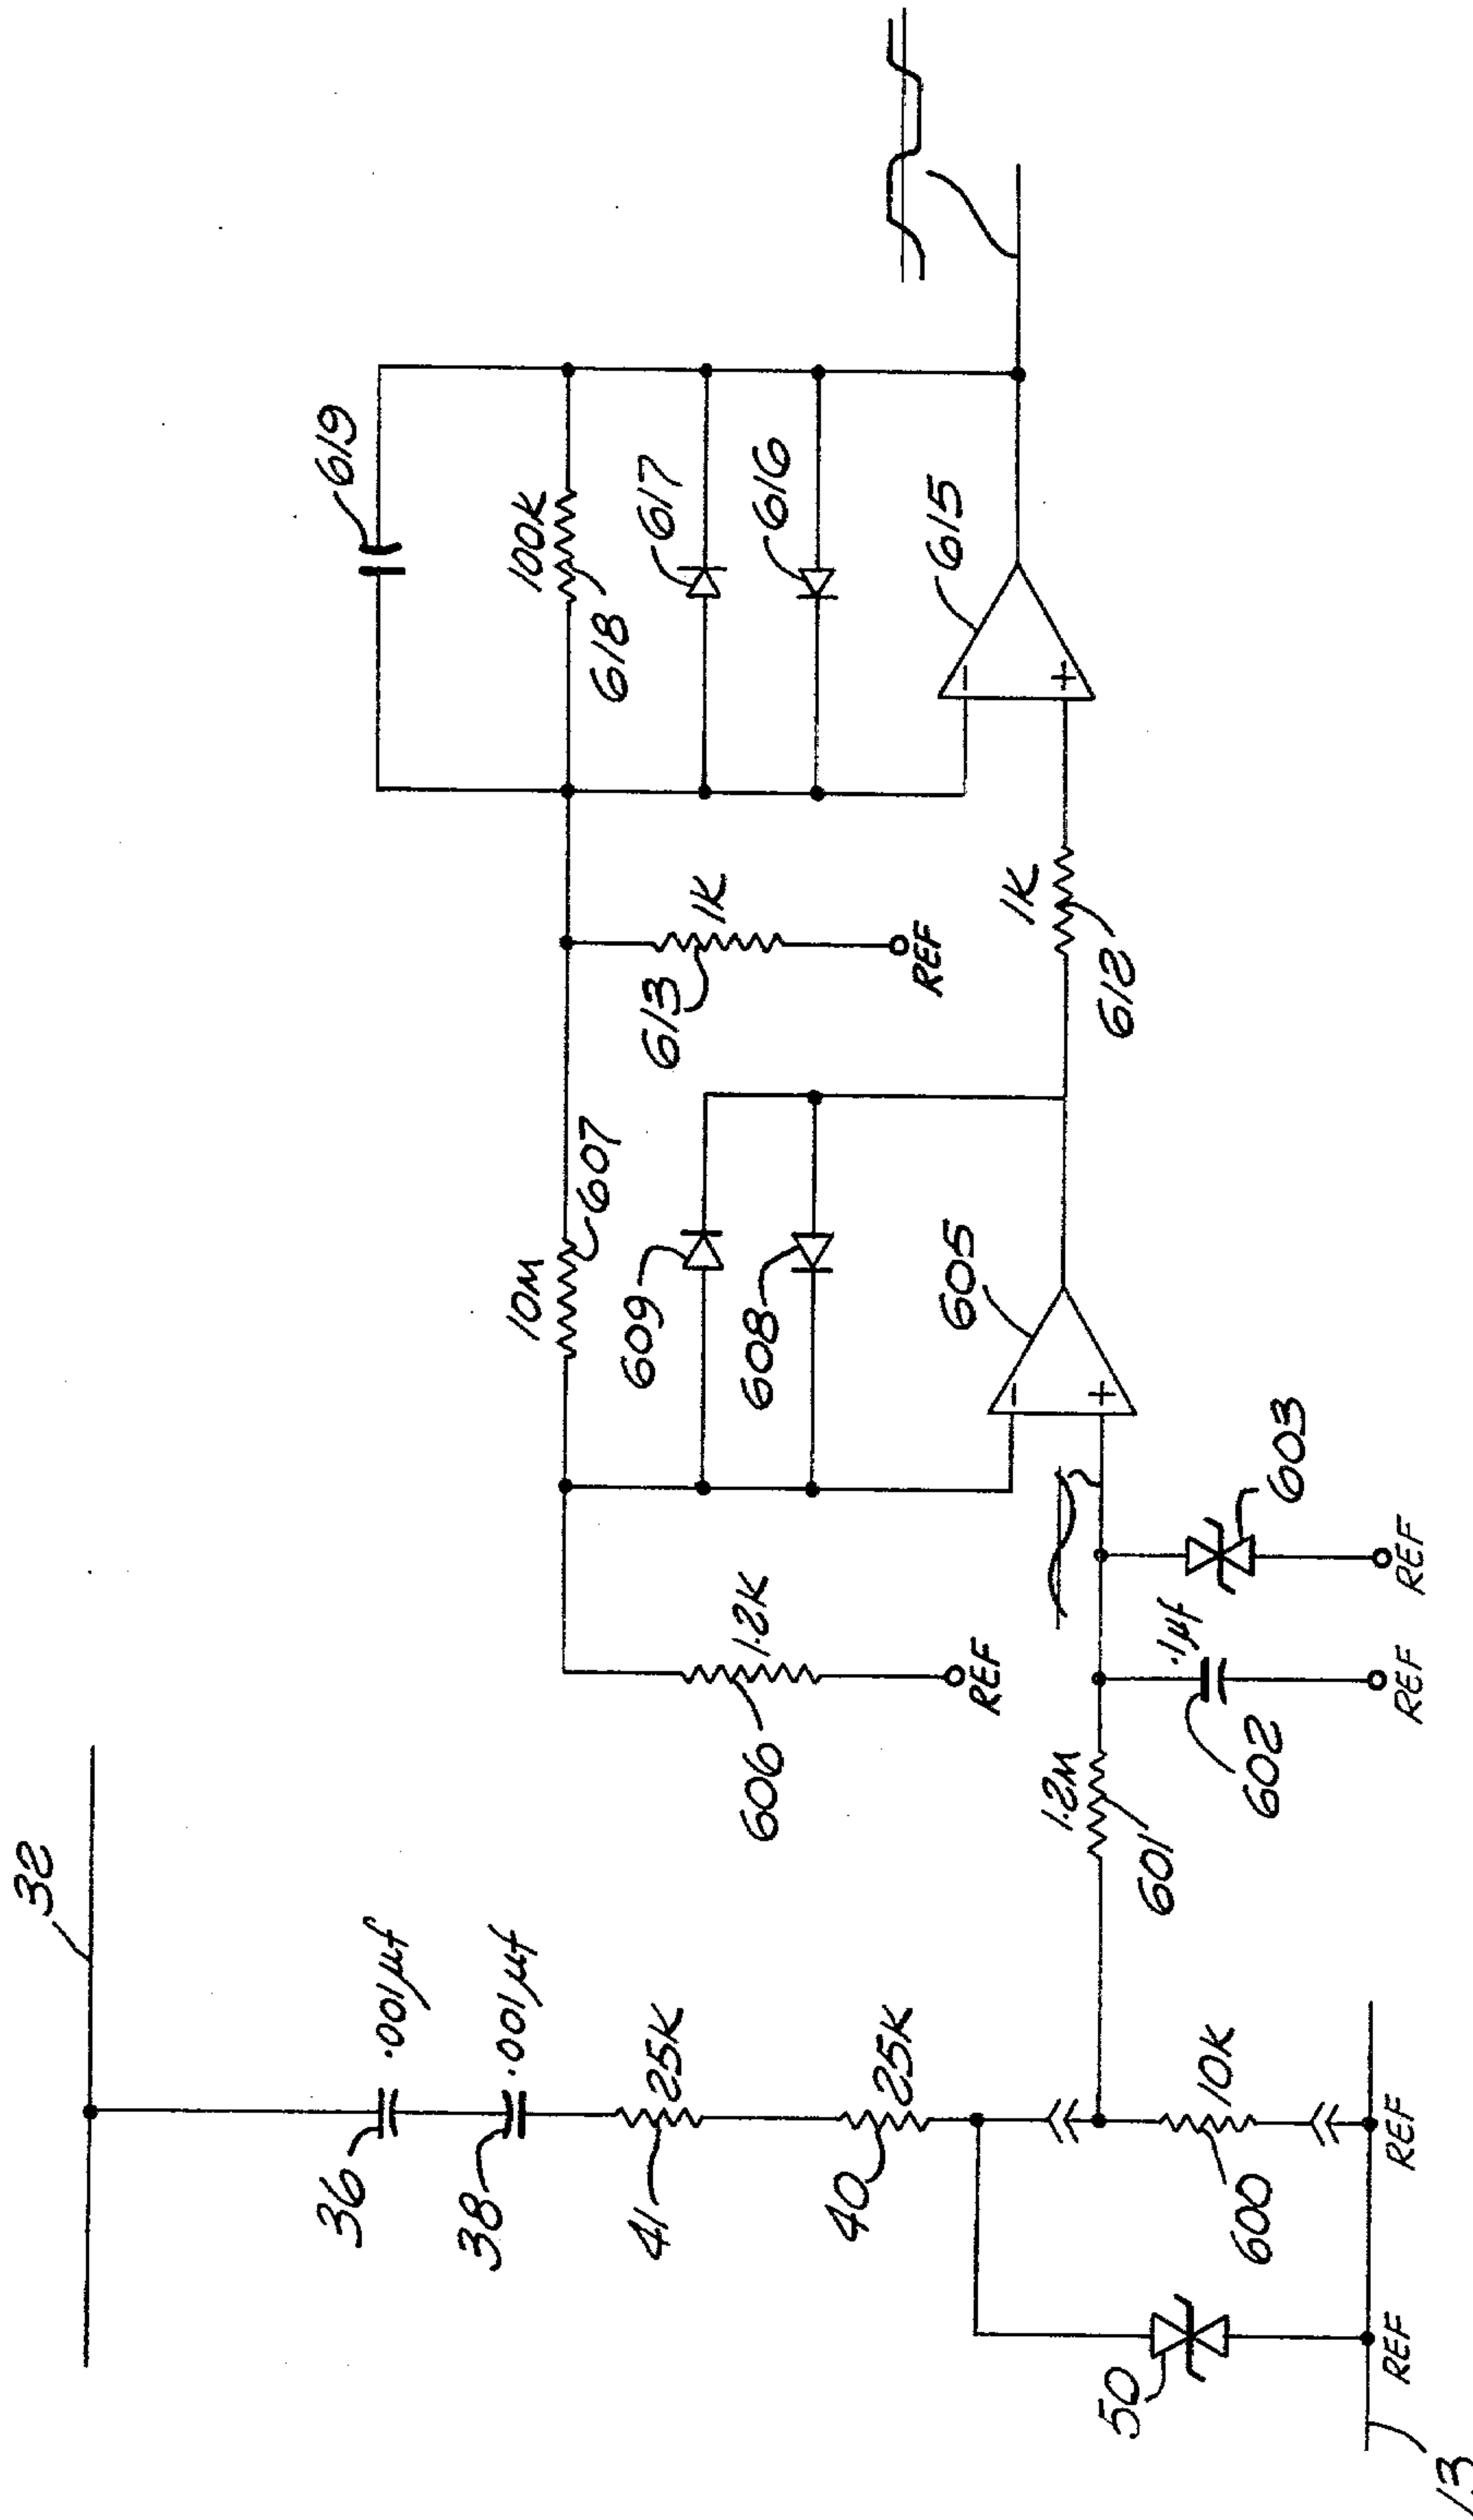 32
36
.001µf
38
.001µf
41
25K
40
25K
50
600
10K
REF
REF
13
606
1.2K
REF
1.2M
601
602
.1µf
REF
603
REF
10M
607
609
608
605
-
+
613
1K
REF
612
1K
619
100K
618
617
616
615
-
+